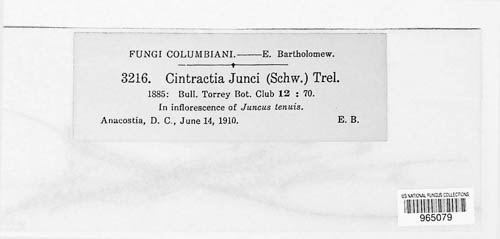 FUNGI COLUMBIANI.——E. Bartholomew.
3216. Cintractia Junci (Schw.) Trel.
1885: Bull. Torrey Bot. Club 12 : 70.
In inflorescence of Juncus tenuis.
Anacostia, D. C., June 14, 1910. E. B.
US NATIONAL FUNGUS COLLECTIONS
965079